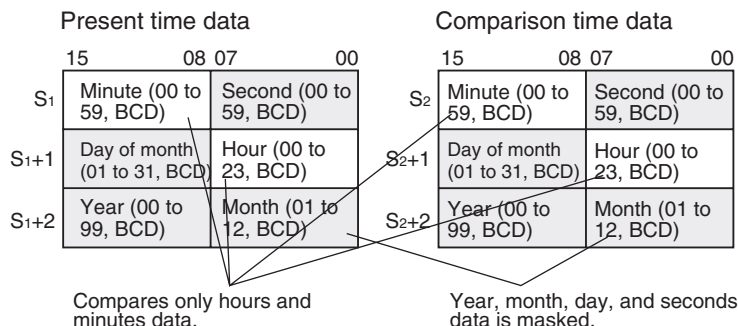 Present time data
Comparison time data
15 08 07 00
15 08 07 00
S1
Minute (00 to
59, BCD)
Second (00 to
59, BCD)
S2
Minute (00 to
59, BCD)
Second (00 to
59, BCD)
S1+1
Day of month
(01 to 31, BCD)
Hour (00 to
23, BCD)
S2+1
Day of month
(01 to 31, BCD)
Hour (00 to
23, BCD)
S1+2
Year (00 to
99, BCD)
Month (01 to
12, BCD)
S2+2
Year (00 to
99, BCD)
Month (01 to
12, BCD)
Compares only hours and
minutes data.
Year, month, day, and seconds
data is masked.